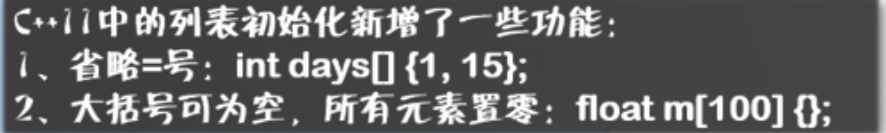 C++11中的列表初始化新增了一些功能：
1、省略=号：int days[] {1, 15};
2、大括号可为空，所有元素置零：float m[100] {};